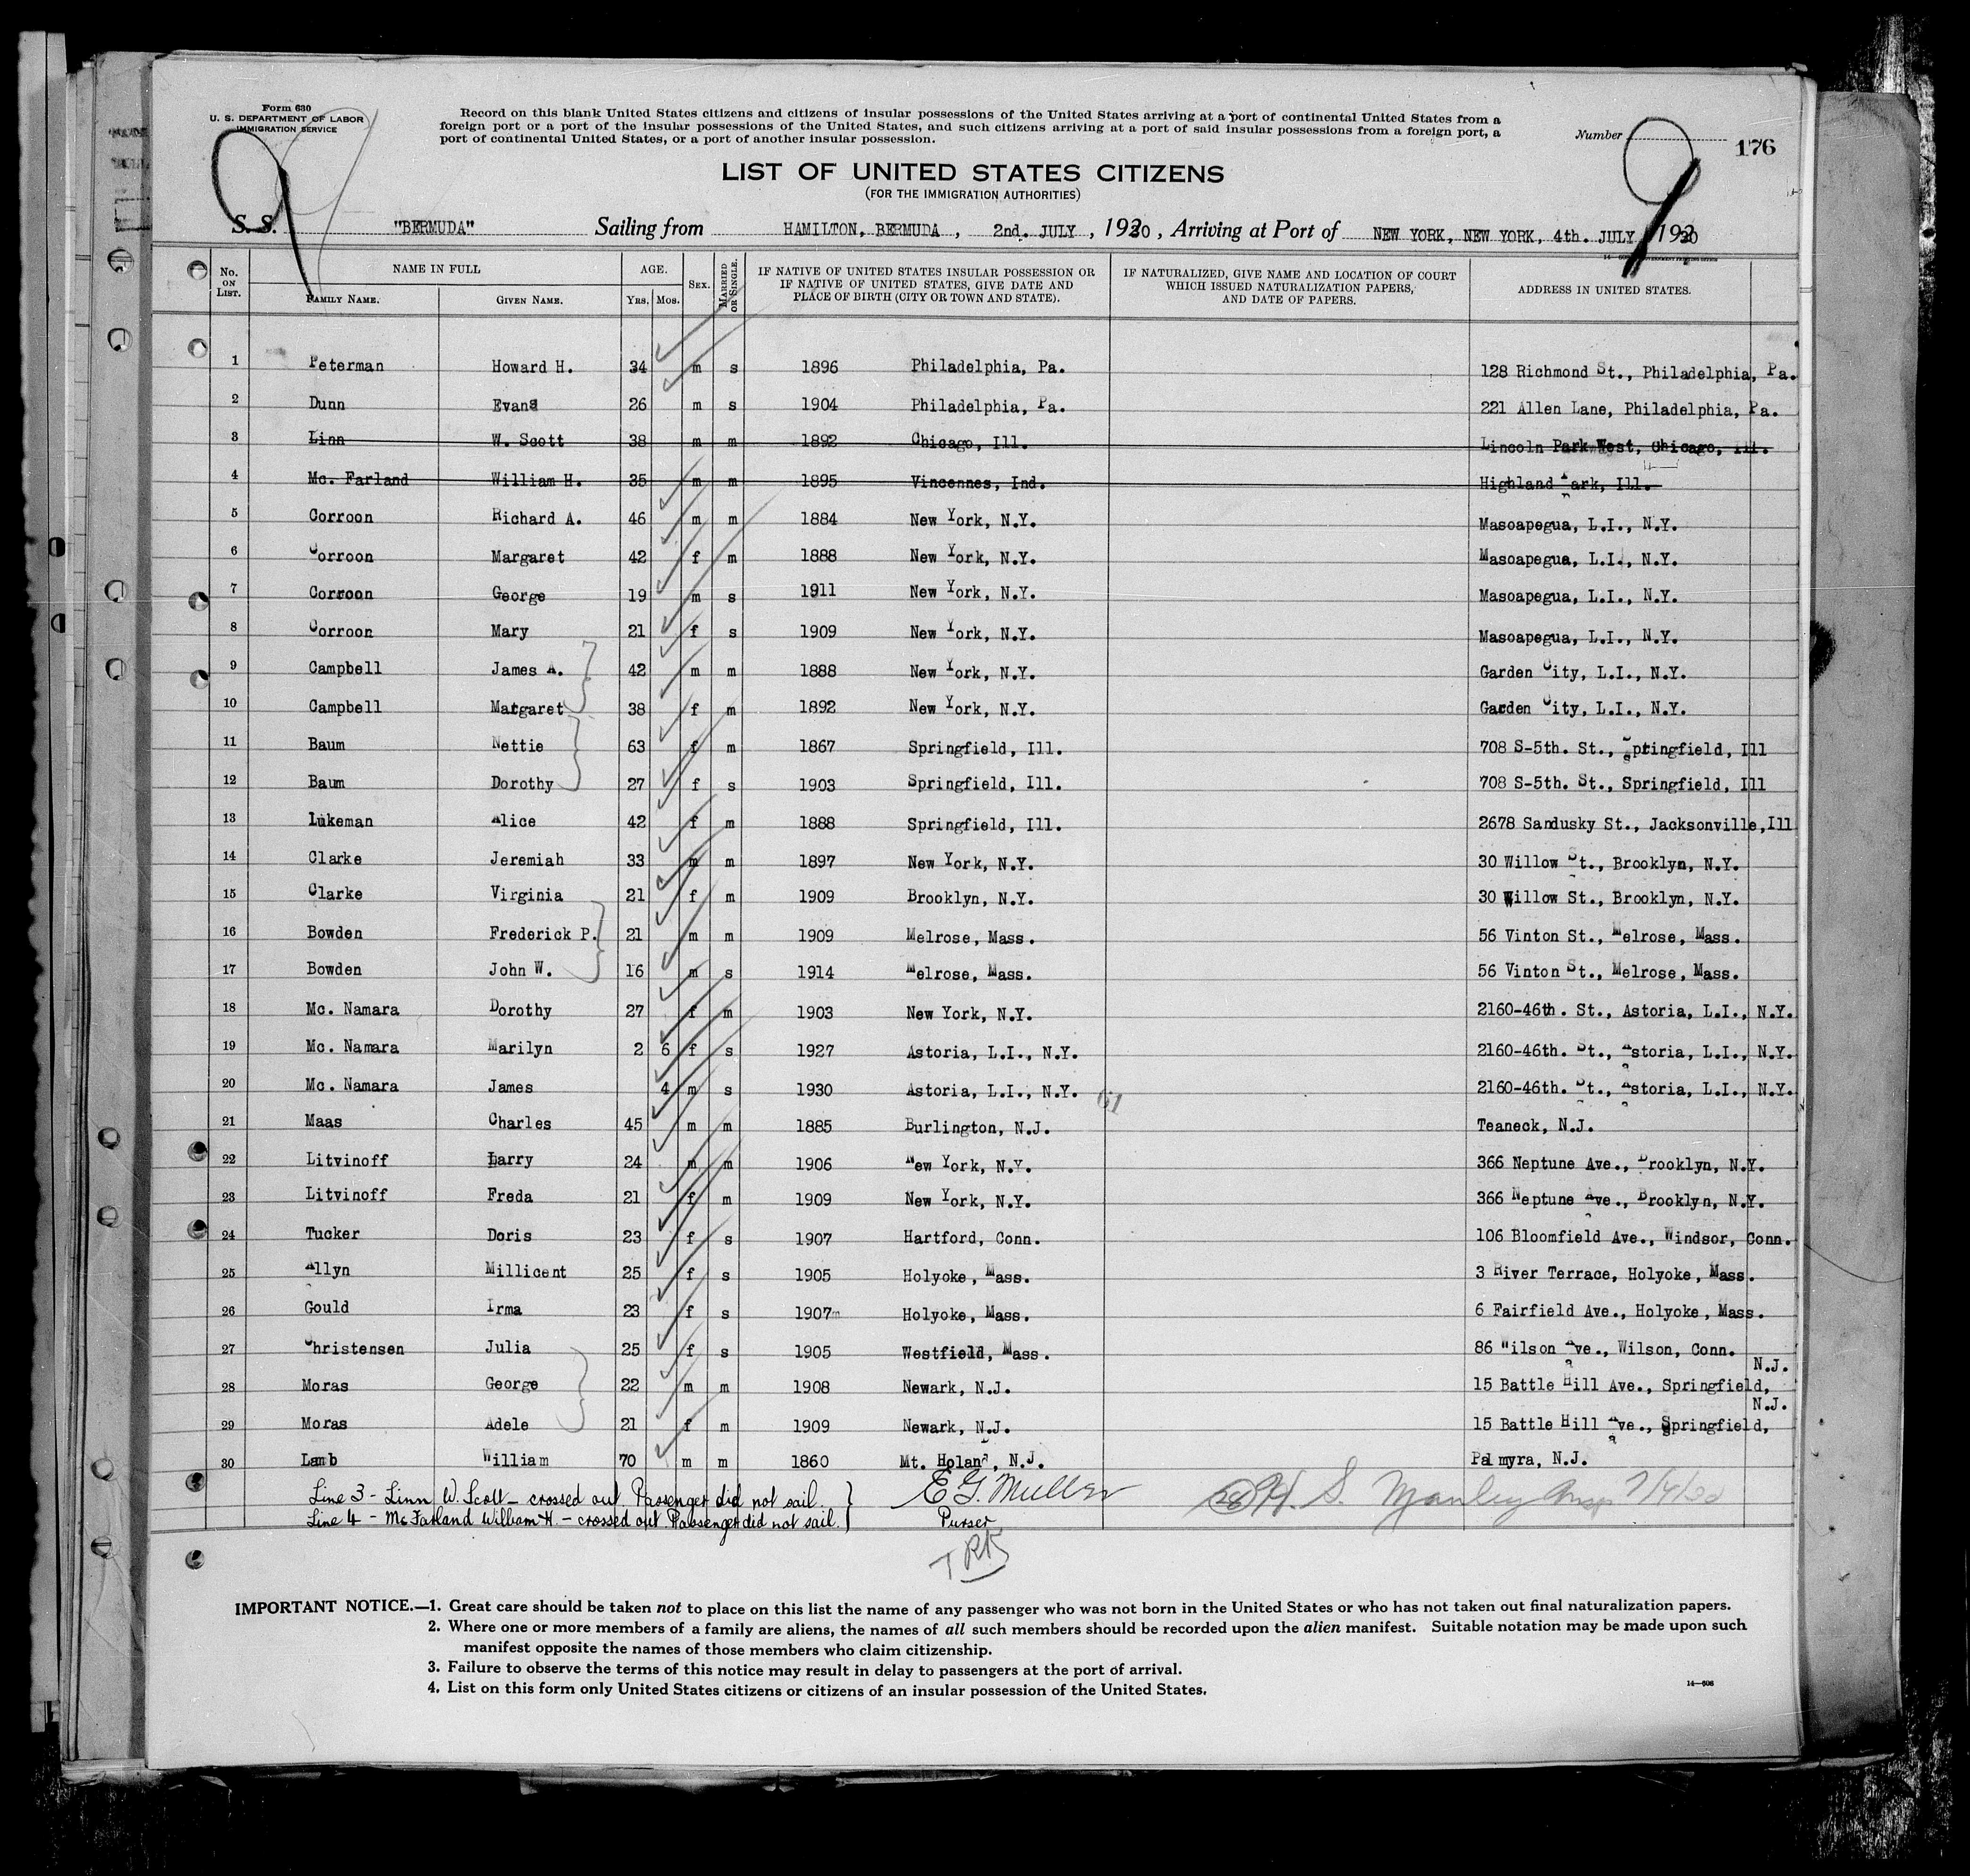 Form 630
U. S. DEPARTMENT OF LABOR
IMMIGRATION SERVICE
Record on this blank United States citizens and citizens of insular possessions of the United States arriving at a port of continental United States from a
foreign port or a port of the insular possessions of the United States, and such citizens arriving at a port of said insular possessions from a foreign port, a
port of continental United States, or a port of another insular possession.
Number
176
9
9
LIST OF UNITED STATES CITIZENS
(FOR THE IMMIGRATION AUTHORITIES)
S. S. "BERMUDA" Sailing from HAMILTON, BERMUDA , 2nd. JULY , 1930 , Arriving at Port of NEW YORK, NEW YORK, 4th. JULY 1930
No. ON LIST. NAME IN FULL AGE. SEX. MARRIED OR SINGLE. IF NATIVE OF UNITED STATES INSULAR POSSESSION OR IF NATIVE OF UNITED STATES, GIVE DATE AND PLACE OF BIRTH (CITY OR TOWN AND STATE). IF NATURALIZED, GIVE NAME AND LOCATION OF COURT WHICH ISSUED NATURALIZATION PAPERS, AND DATE OF PAPERS. ADDRESS IN UNITED STATES.
FAMILY NAME. GIVEN NAME. YRS. MOS.
1 Peterman Howard H. 34 m s 1896 Philadelphia, Pa. 128 Richmond St., Philadelphia, Pa.
2 Dunn Evans 26 m s 1904 Philadelphia, Pa. 221 Allen Lane, Philadelphia, Pa.
3 Linn W. Scott 38 m m 1892 Chicago, Ill. Lincoln Park West, Chicago, Ill.
4 Mc. Farland William H. 35 m m 1895 Vincennes, Ind. Highland Park, Ill.
5 Corroon Richard A. 46 m m 1884 New York, N.Y. Masoapegua, L.I., N.Y.
6 Corroon Margaret 42 f m 1888 New York, N.Y. Masoapegua, L.I., N.Y.
7 Corroon George 19 m s 1911 New York, N.Y. Masoapegua, L.I., N.Y.
8 Corroon Mary 21 f s 1909 New York, N.Y. Masoapegua, L.I., N.Y.
9 Campbell James A. 42 m m 1888 New York, N.Y. Garden City, L.I., N.Y.
10 Campbell Margaret 38 f m 1892 New York, N.Y. Garden City, L.I., N.Y.
11 Baum Nettie 63 f m 1867 Springfield, Ill. 708 S-5th. St., Springfield, Ill
12 Baum Dorothy 27 f s 1903 Springfield, Ill. 708 S-5th. St., Springfield, Ill
13 Lukeman Alice 42 f m 1888 Springfield, Ill. 2678 Sandusky St., Jacksonville,Ill
14 Clarke Jeremiah 33 m m 1897 New York, N.Y. 30 Willow St., Brooklyn, N.Y.
15 Clarke Virginia 21 f m 1909 Brooklyn, N.Y. 30 Willow St., Brooklyn, N.Y.
16 Bowden Frederick P. 21 m m 1909 Melrose, Mass. 56 Vinton St., Melrose, Mass.
17 Bowden John W. 16 m s 1914 Melrose, Mass. 56 Vinton St., Melrose, Mass.
18 Mc. Namara Dorothy 27 f m 1903 New York, N.Y. 2160-46th. St., Astoria, L.I., N.Y.
19 Mc. Namara Marilyn 2 6 f s 1927 Astoria, L.I., N.Y. 2160-46th. St., Astoria, L.I., N.Y.
20 Mc. Namara James 4 m s 1930 Astoria, L.I., N.Y. 2160-46th. St., Astoria, L.I., N.Y.
21 Maas Charles 45 m m 1885 Burlington, N.J. Teaneck, N.J.
22 Litvinoff Larry 24 m m 1906 New York, N.Y. 366 Neptune Ave., Brooklyn, N.Y.
23 Litvinoff Freda 21 f m 1909 New York, N.Y. 366 Neptune Ave., Brooklyn, N.Y.
24 Tucker Doris 23 f s 1907 Hartford, Conn. 106 Bloomfield Ave., Windsor, Conn.
25 Allyn Millicent 25 f s 1905 Holyoke, Mass. 3 River Terrace, Holyoke, Mass.
26 Gould Irma 23 f s 1907 Holyoke, Mass. 6 Fairfield Ave., Holyoke, Mass.
27 Christensen Julia 25 f s 1905 Westfield, Mass. 86 Wilson Ave., Wilson, Conn.
28 Moras George 22 m m 1908 Newark, N.J. 15 Battle Hill Ave., Springfield, N.J.
29 Moras Adele 21 f m 1909 Newark, N.J. 15 Battle Hill Ave., Springfield, N.J.
30 Lamb William 70 m m 1860 Mt. Holand, N.J. Palmyra, N.J.
Line 3 - Linn W. Scott - crossed out. Passenger did not sail. E G. Muller H. S. Manley Insp 7/4/30
Line 4 - Mc Farland William H. - crossed out. Passenger did not sail. Purser
IMPORTANT NOTICE.—1. Great care should be taken not to place on this list the name of any passenger who was not born in the United States or who has not taken out final naturalization papers.
2. Where one or more members of a family are aliens, the names of all such members should be recorded upon the alien manifest. Suitable notation may be made upon such
manifest opposite the names of those members who claim citizenship.
3. Failure to observe the terms of this notice may result in delay to passengers at the port of arrival.
4. List on this form only United States citizens or citizens of an insular possession of the United States.
14—608